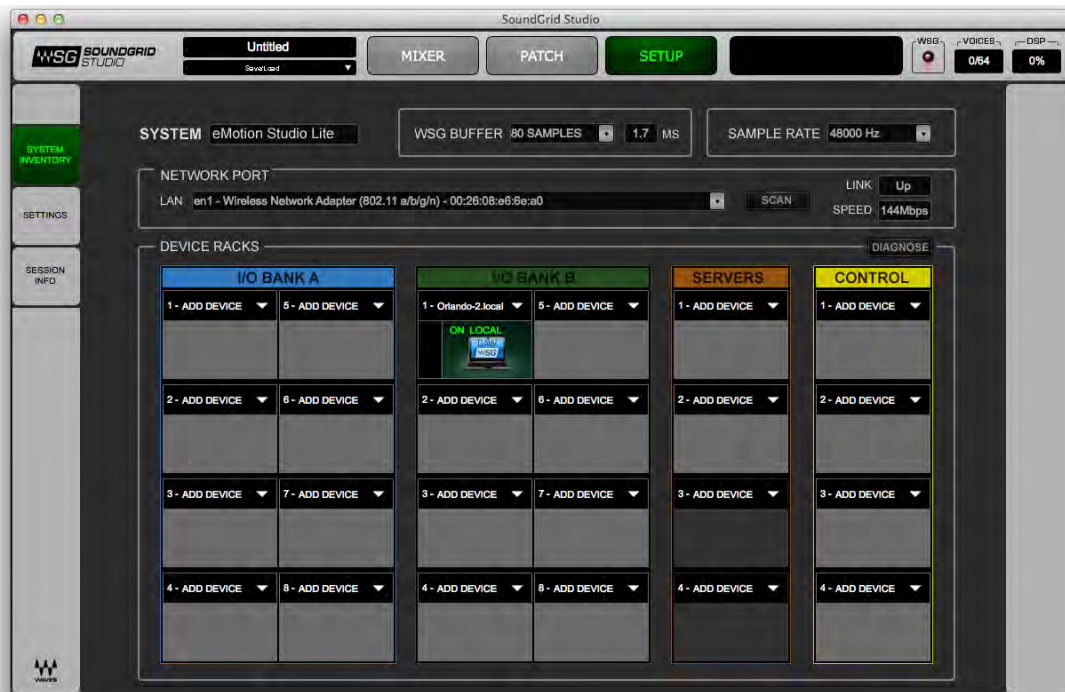 SoundGrid Studio
WSG SOUNDGRID STUDIO
Untitled
Save/Load
MIXER
PATCH
SETUP
WSG
VOICES
0/64
DSP
0%
SYSTEM INVENTORY
SETTINGS
SESSION INFO
SYSTEM eMotion Studio Lite
WSG BUFFER 80 SAMPLES 1.7 MS
SAMPLE RATE 48000 Hz
NETWORK PORT
LAN en1 - Wireless Network Adapter (802.11 a/b/g/n) - 00:26:08:e6:6e:a0
SCAN
LINK Up
SPEED 144Mbps
DEVICE RACKS
DIAGNOSE
I/O BANK A
I/O BANK B
SERVERS
CONTROL
1 - ADD DEVICE 5 - ADD DEVICE 1 - Orlando-2.local 5 - ADD DEVICE 1 - ADD DEVICE 1 - ADD DEVICE
ON LOCAL
WSG
2 - ADD DEVICE 6 - ADD DEVICE 2 - ADD DEVICE 6 - ADD DEVICE 2 - ADD DEVICE 2 - ADD DEVICE
3 - ADD DEVICE 7 - ADD DEVICE 3 - ADD DEVICE 7 - ADD DEVICE 3 - ADD DEVICE 3 - ADD DEVICE
4 - ADD DEVICE 8 - ADD DEVICE 4 - ADD DEVICE 8 - ADD DEVICE 4 - ADD DEVICE 4 - ADD DEVICE
WAVES